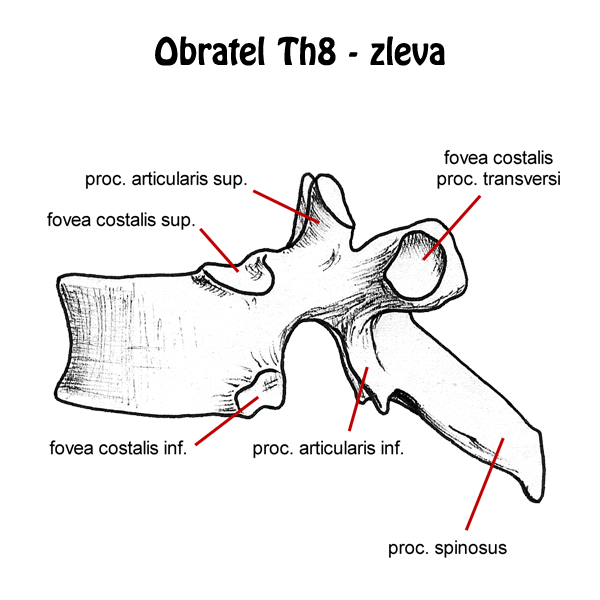 Obratel Th8 - zleva
fovea costalis
proc. transversi
proc. articularis sup.
fovea costalis sup.
fovea costalis inf.
proc. articularis inf.
proc. spinosus